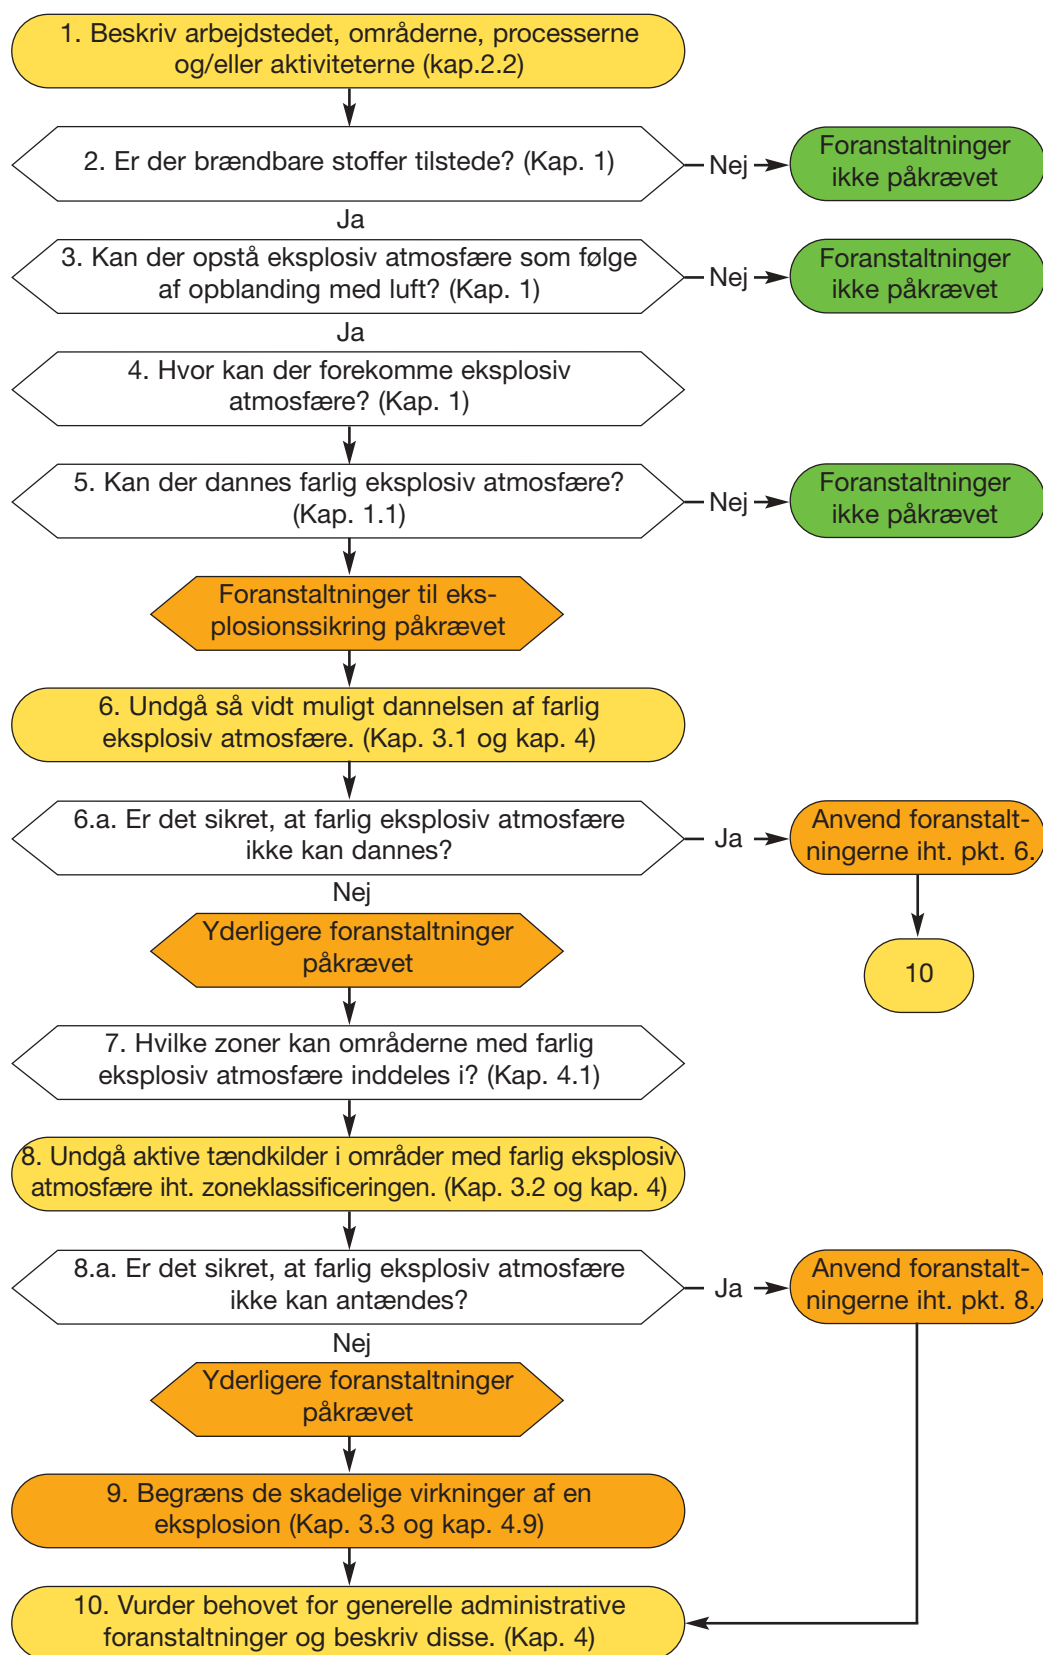 1. Beskriv arbejdstedet, områderne, processerne
og/eller aktiviteterne (kap.2.2)
2. Er der brændbare stoffer tilstede? (Kap. 1)
Nej
Foranstaltninger
ikke påkrævet
Ja
3. Kan der opstå eksplosiv atmosfære som følge
af opblanding med luft? (Kap. 1)
Nej
Foranstaltninger
ikke påkrævet
Ja
4. Hvor kan der forekomme eksplosiv
atmosfære? (Kap. 1)
5. Kan der dannes farlig eksplosiv atmosfære?
(Kap. 1.1)
Nej
Foranstaltninger
ikke påkrævet
Foranstaltninger til eks-
plosionssikring påkrævet
6. Undgå så vidt muligt dannelsen af farlig
eksplosiv atmosfære. (Kap. 3.1 og kap. 4)
6.a. Er det sikret, at farlig eksplosiv atmosfære
ikke kan dannes?
Ja
Anvend foranstalt-
ningerne iht. pkt. 6.
Nej
Yderligere foranstaltninger
påkrævet
10
7. Hvilke zoner kan områderne med farlig
eksplosiv atmosfære inddeles i? (Kap. 4.1)
8. Undgå aktive tændkilder i områder med farlig eksplosiv
atmosfære iht. zoneklassificeringen. (Kap. 3.2 og kap. 4)
8.a. Er det sikret, at farlig eksplosiv atmosfære
ikke kan antændes?
Ja
Anvend foranstalt-
ningerne iht. pkt. 8.
Nej
Yderligere foranstaltninger
påkrævet
9. Begræns de skadelige virkninger af en
eksplosion (Kap. 3.3 og kap. 4.9)
10. Vurder behovet for generelle administrative
foranstaltninger og beskriv disse. (Kap. 4)